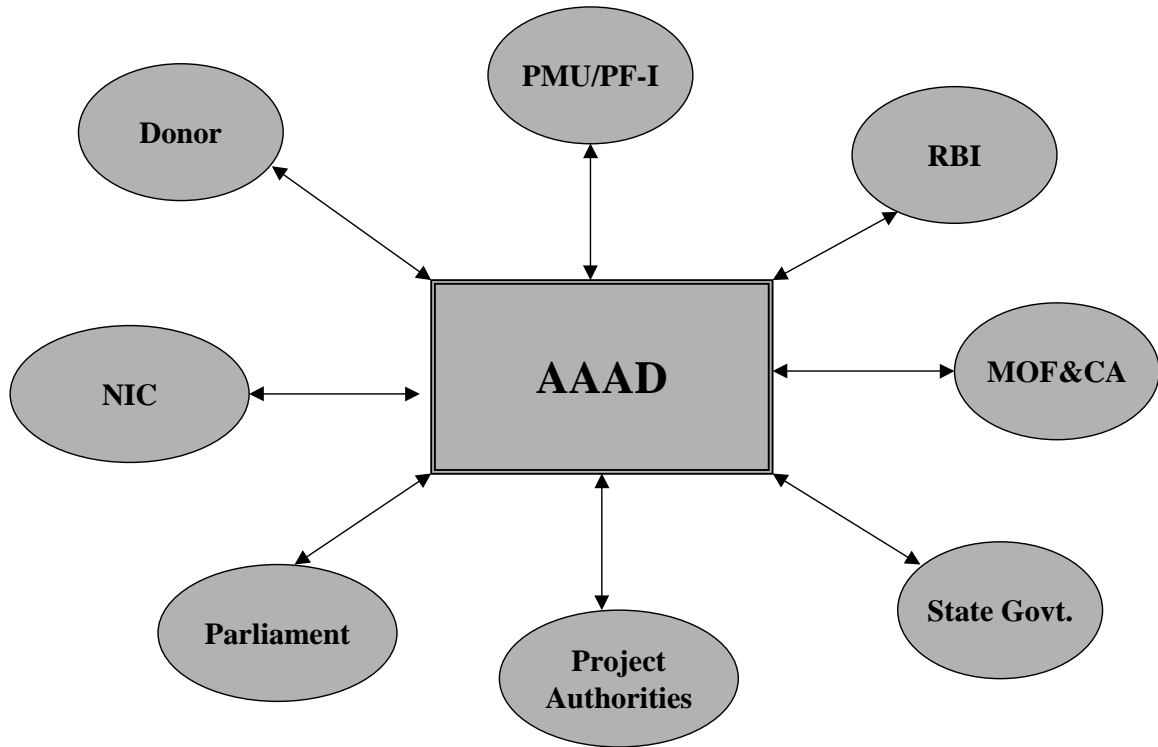 PMU/PF-I
Donor
RBI
AAAD
MOF&CA
NIC
State Govt.
Parliament
Project
Authorities